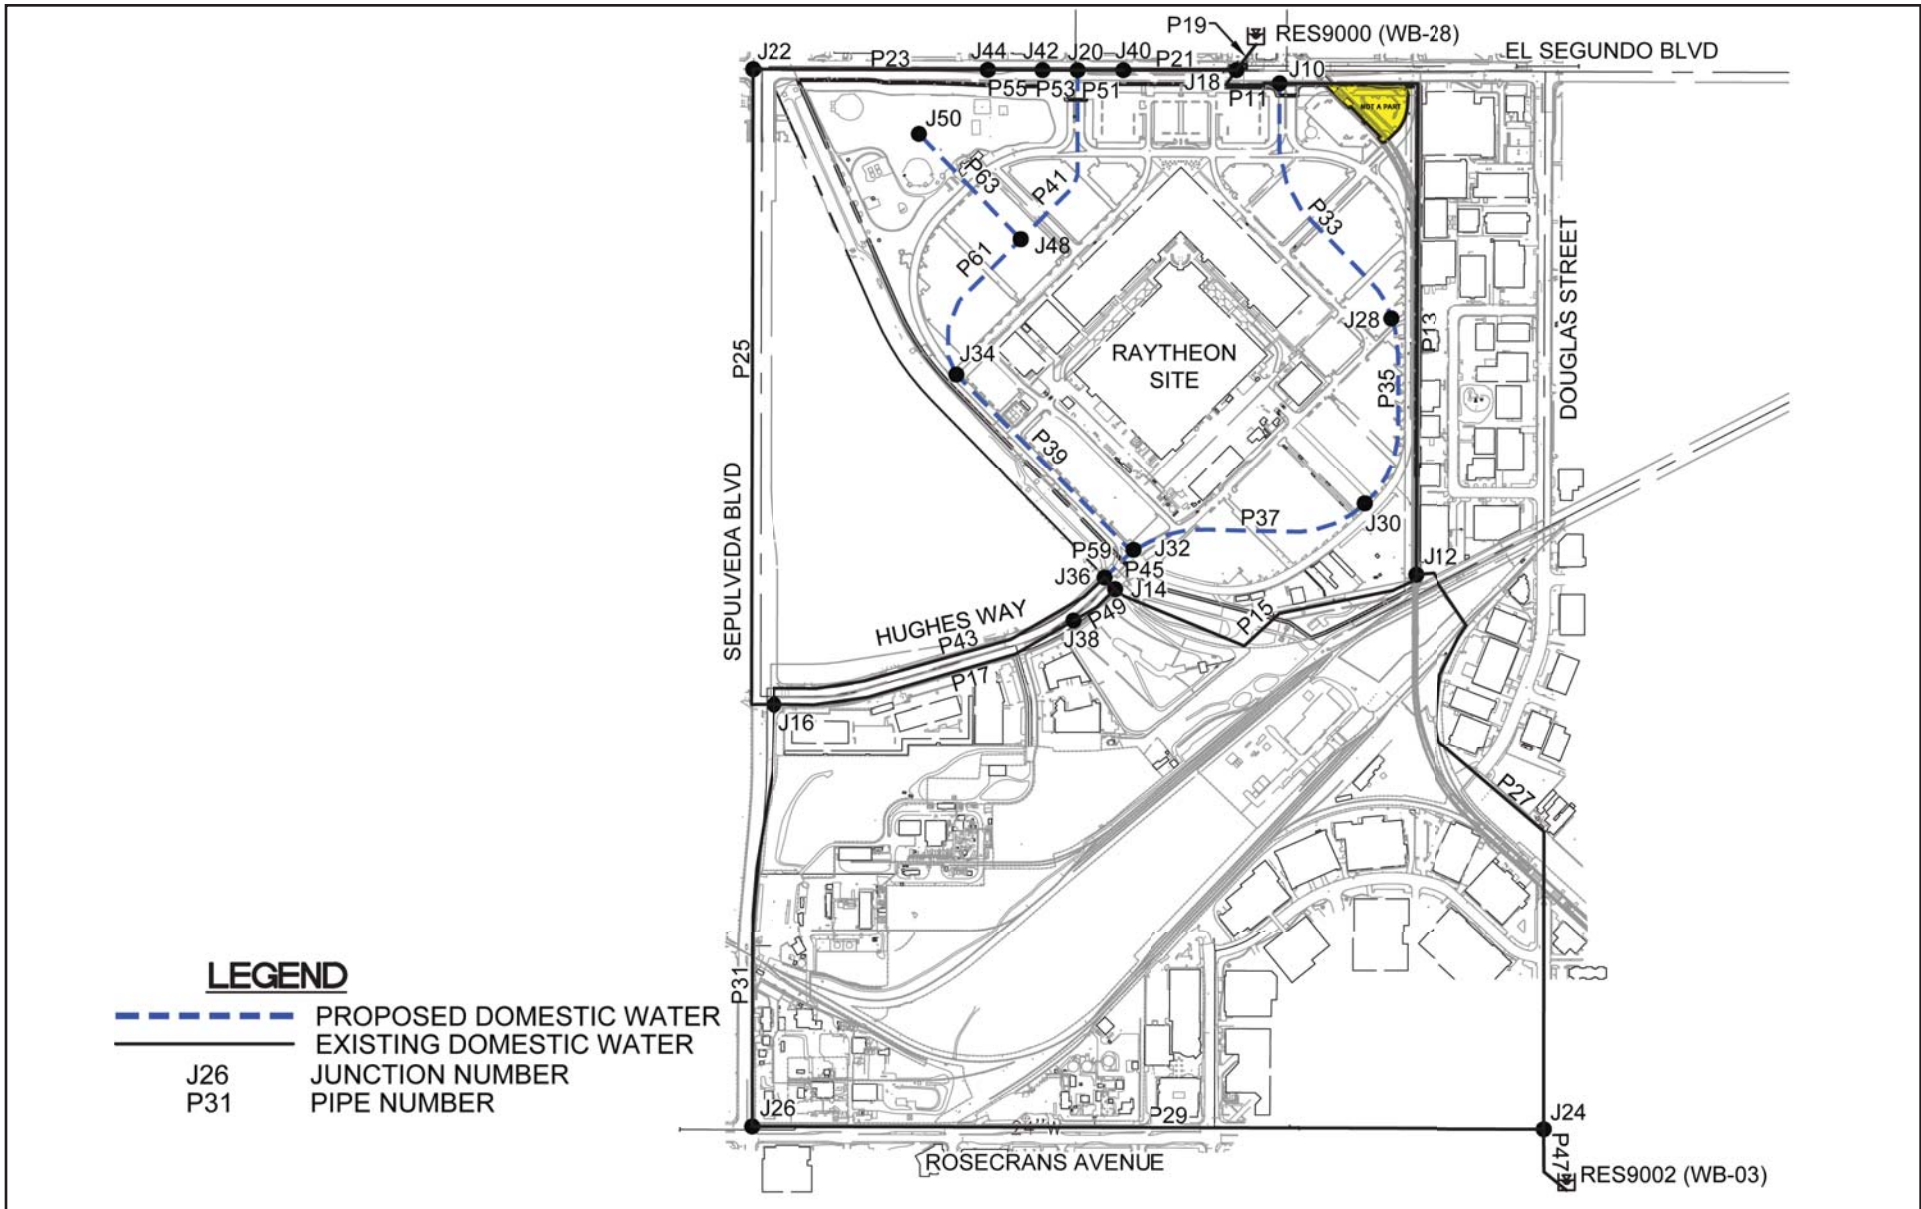 P19
RES9000 (WB-28)
EL SEGUNDO BLVD
J22
P23
J44
J42
J20
J40
P21
J18
J10
P55
P53
P51
P11
NOT A PART
J50
P63
P41
P33
J48
P61
DOUGLAS STREET
J28
P13
RAYTHEON
SITE
P25
J34
P35
P39
SEPULVEDA BLVD
P37
J30
J32
P59
P45
J36
J14
J12
HUGHES WAY
P49
P15
P43
J38
P17
J16
P27
P31
LEGEND
PROPOSED DOMESTIC WATER
EXISTING DOMESTIC WATER
J26 JUNCTION NUMBER
P31 PIPE NUMBER
J26
P29
24"W
J24
P47
ROSECRANS AVENUE
RES9002 (WB-03)